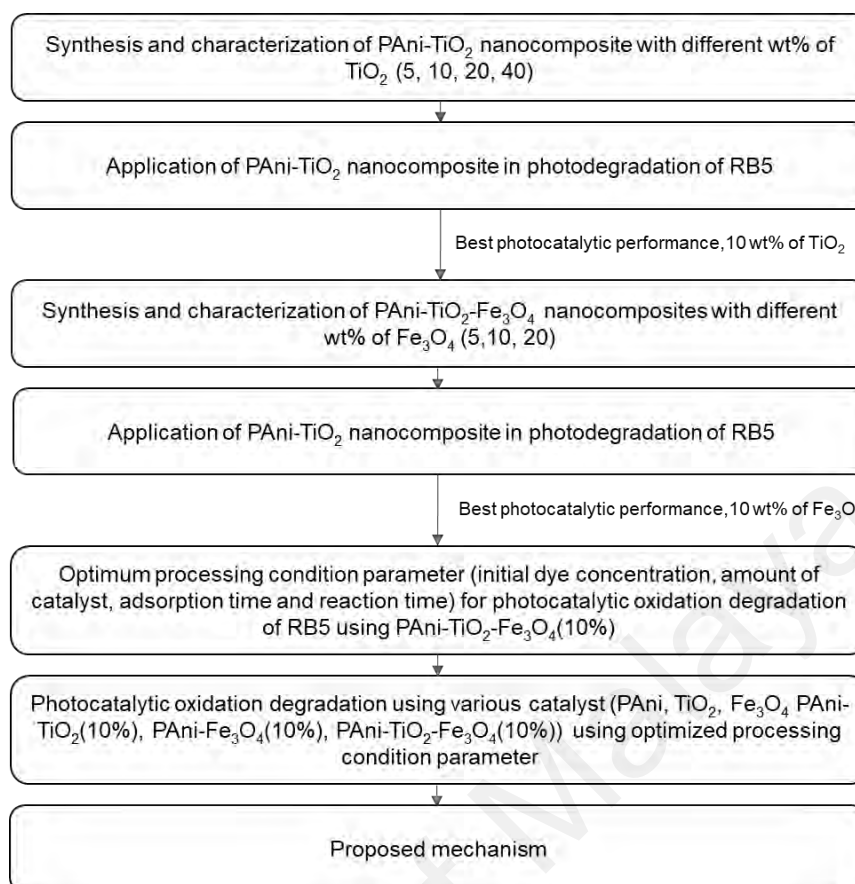 Synthesis and characterization of PAni-TiO₂ nanocomposite with different wt% of
TiO₂ (5, 10, 20, 40)
Application of PAni-TiO₂ nanocomposite in photodegradation of RB5
Best photocatalytic performance,10 wt% of TiO₂
Synthesis and characterization of PAni-TiO₂-Fe₃O₄ nanocomposites with different
wt% of Fe₃O₄ (5,10, 20)
Application of PAni-TiO₂ nanocomposite in photodegradation of RB5
Best photocatalytic performance,10 wt% of Fe₃O
Optimum processing condition parameter (initial dye concentration, amount of
catalyst, adsorption time and reaction time) for photocatalytic oxidation degradation
of RB5 using PAni-TiO₂-Fe₃O₄(10%)
Photocatalytic oxidation degradation using various catalyst (PAni, TiO₂, Fe₃O₄ PAni-
TiO₂(10%), PAni-Fe₃O₄(10%), PAni-TiO₂-Fe₃O₄(10%)) using optimized processing
condition parameter
Proposed mechanism
Malaya